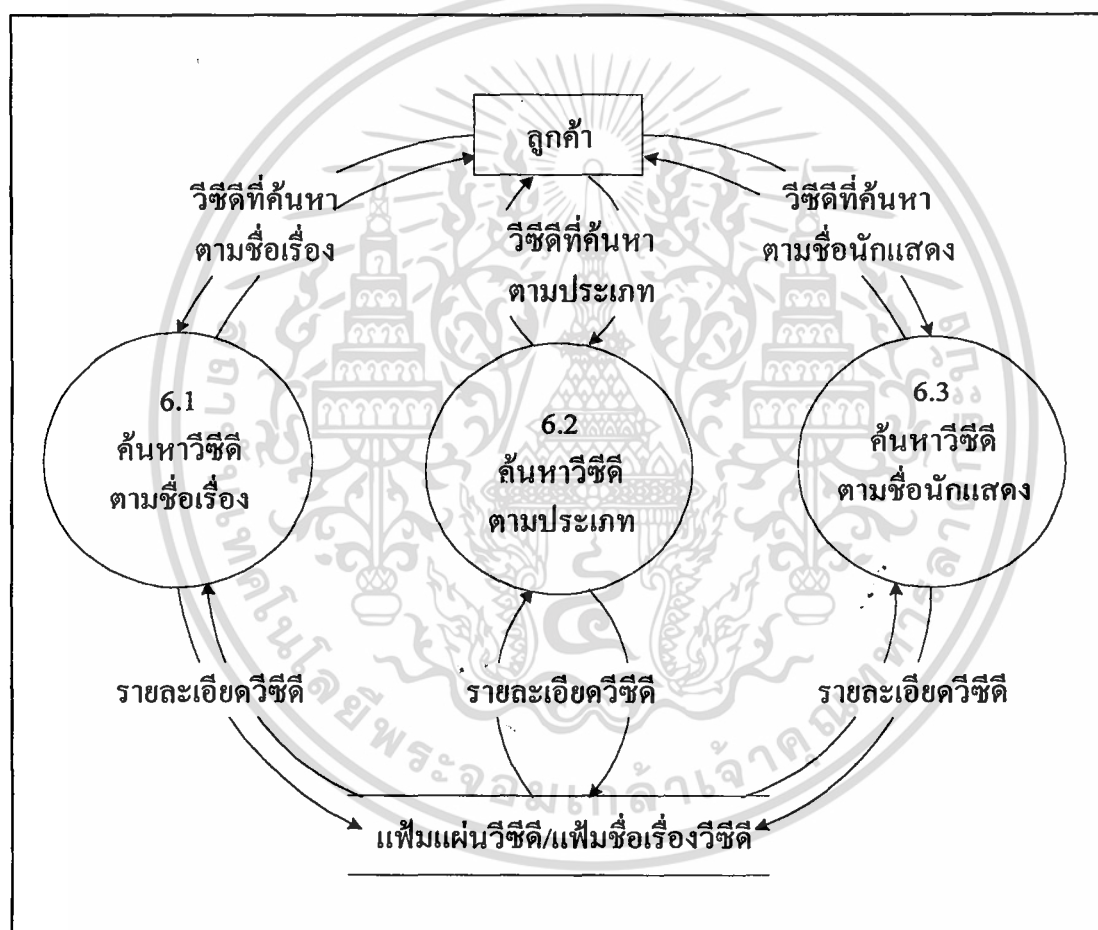 ลูกค้า
วีซีดีที่ค้นหา
ตามชื่อเรื่อง
วีซีดีที่ค้นหา
ตามประเภท
วีซีดีที่ค้นหา
ตามชื่อนักแสดง
6.1
ค้นหาวีซีดี
ตามชื่อเรื่อง
6.2
ค้นหาวีซีดี
ตามประเภท
6.3
ค้นหาวีซีดี
ตามชื่อนักแสดง
รายละเอียดวีซีดี
รายละเอียดวีซีดี
รายละเอียดวีซีดี
แฟ้มแผ่นวีซีดี/แฟ้มชื่อเรื่องวีซีดี